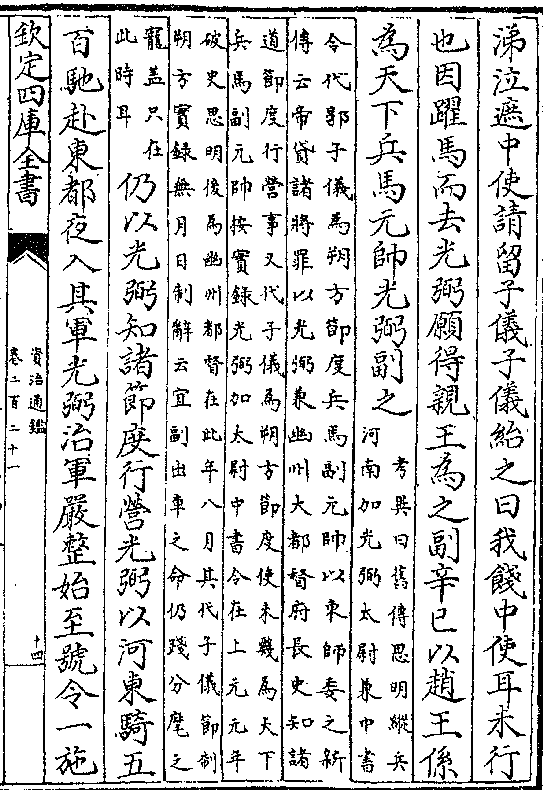 涕泣遮中使請留子儀子儀紿之曰我餞中使耳未行
也因躍馬而去光弼願得親王為之副辛巳以趙王係
為天下兵馬元帥光弼副之
考異曰舊傳思明縱兵
河南加光弼太尉兼中書
令代郭子儀為朔方節度兵馬副元帥以東師委之新
傳云帝貸諸將罪以光弼兼幽州大都督府長史知諸
道節度行營事又代子儀為朔方節度使未幾為天下
兵馬副元帥按實録光弼加太尉中書令在上元元年
破史思明後為幽州都督在此年八月其代子儀節制
朔方實録無月日制解云宜副出車之命仍踐分麾之
寵盖只在
此時耳
仍以光弼知諸節度行營光弼以河東騎五
百馳赴東都夜入其軍光弼治軍嚴整始至號令一施
欽定四庫全書
資治通鑑
卷二百二十一
十四